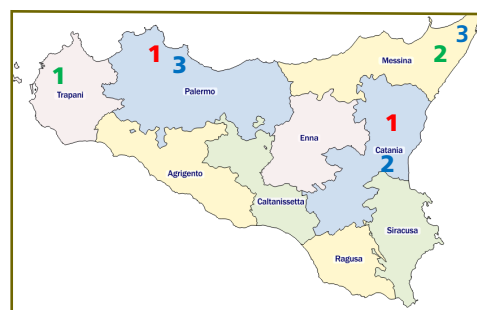 3
1
3
2
Messina
1
Trapani
Palermo
1
Enna
Catania
2
Agrigento
Caltanissetta
Siracusa
Ragusa